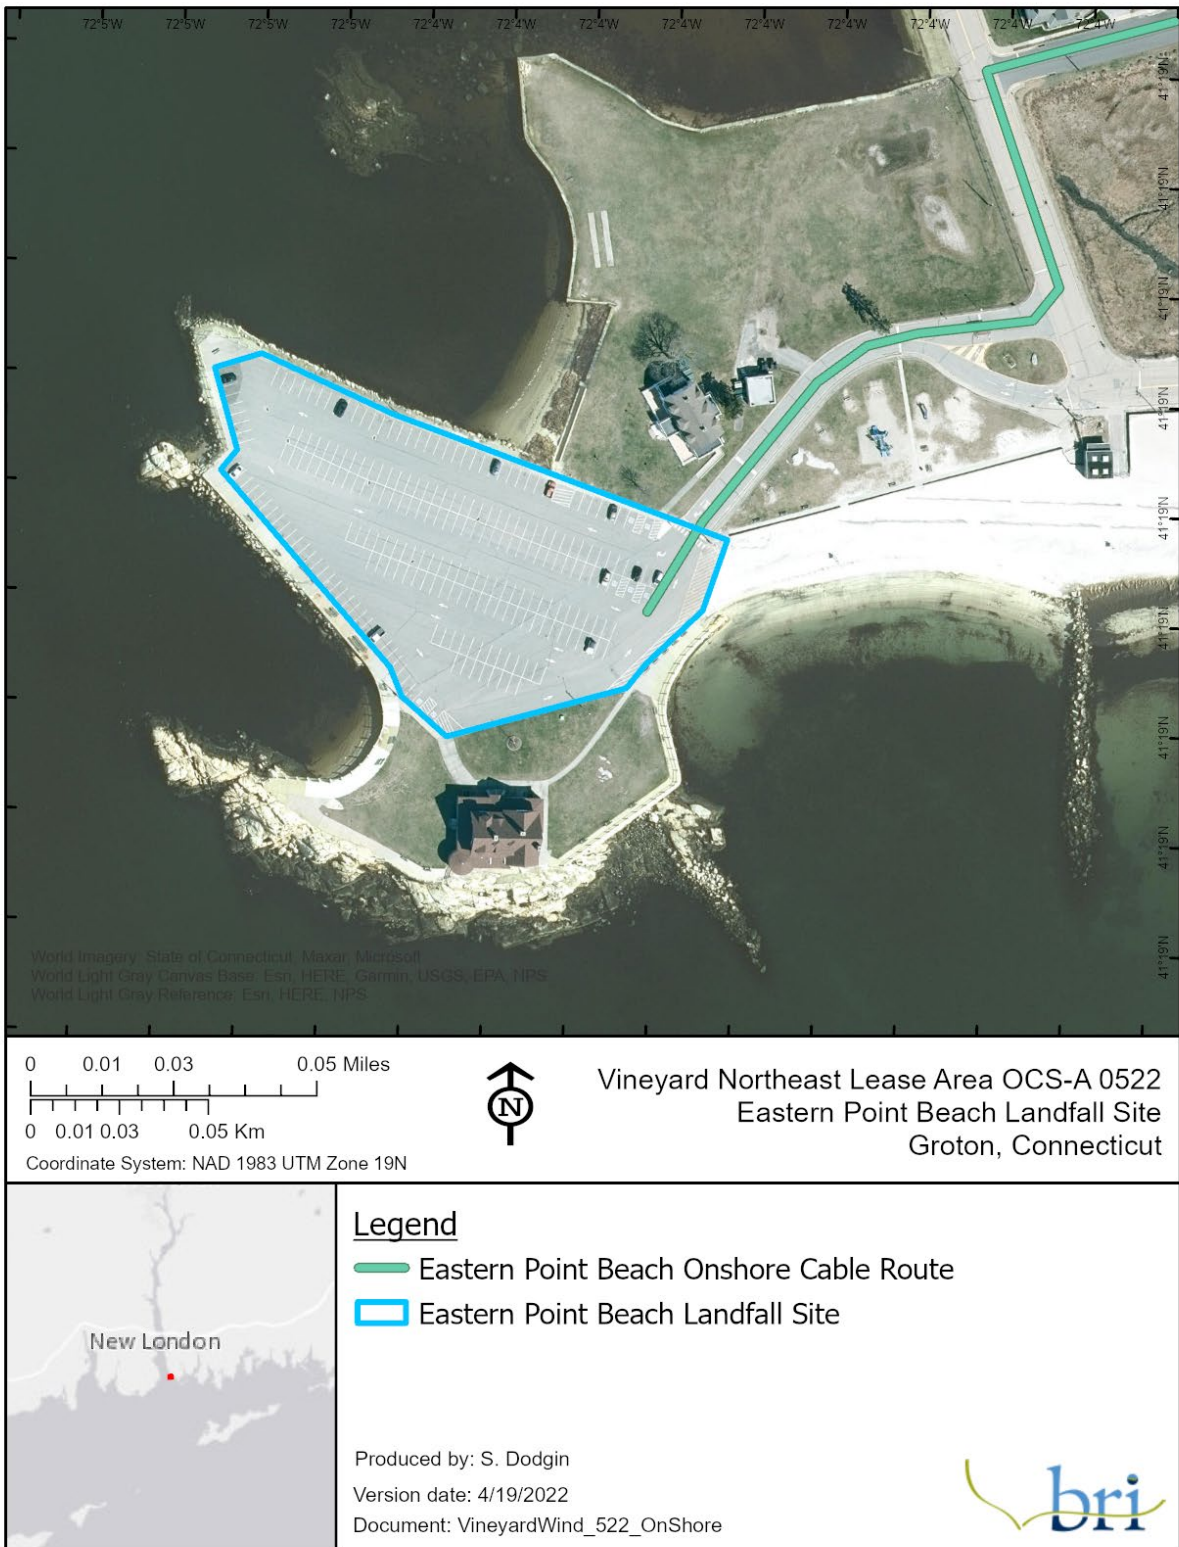 72°5'W 72°5'W 72°5'W 72°5'W 72°4'W 72°4'W 72°4'W 72°4'W 72°4'W 72°4'W 72°4'W 72°4'W 72°4'W
41°19'N
41°19'N
41°19'N
41°19'N
41°19'N
41°19'N
41°19'N
41°19'N
41°19'N
World Imagery: State of Connecticut, Maxar, Microsoft
World Light Gray Canvas Base: Esri, HERE, Garmin, USGS, EPA, NPS
World Light Gray Reference: Esri, HERE, NPS
0 0.01 0.03 0.05 Miles
0 0.01 0.03 0.05 Km
Coordinate System: NAD 1983 UTM Zone 19N
N
Vineyard Northeast Lease Area OCS-A 0522
Eastern Point Beach Landfall Site
Groton, Connecticut
New London
Legend
Eastern Point Beach Onshore Cable Route
Eastern Point Beach Landfall Site
Produced by: S. Dodgin
Version date: 4/19/2022
Document: VineyardWind_522_OnShore
bri